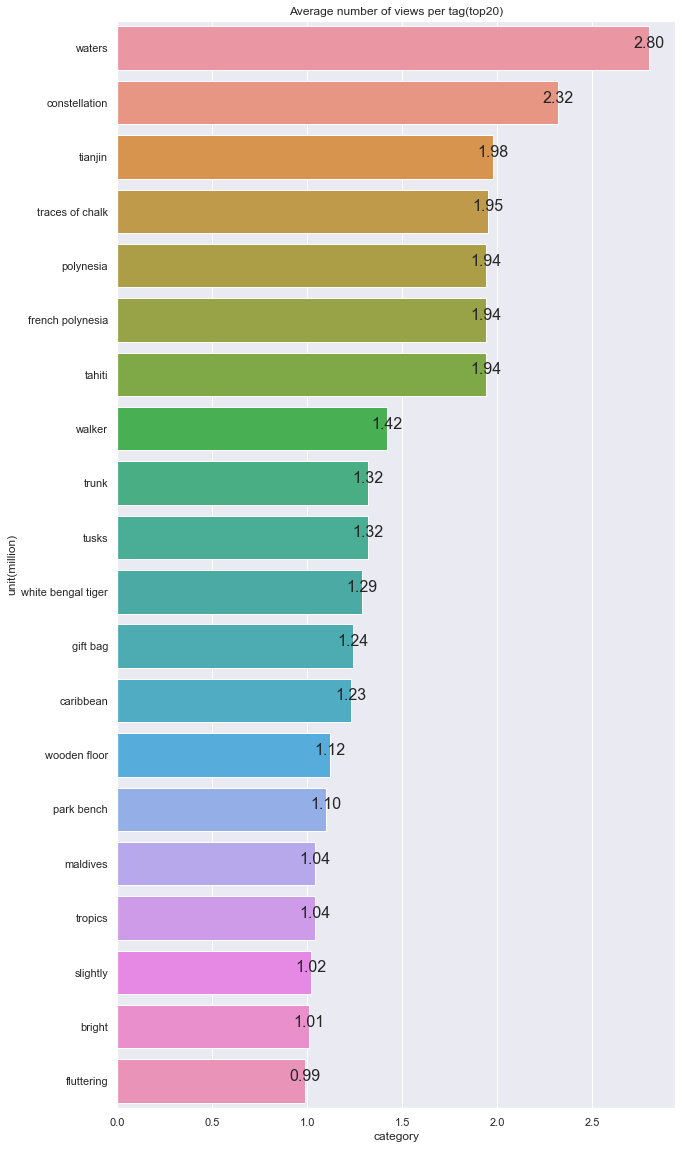 Average number of views per tag(top20)
waters 2.80
constellation 2.32
tianjin 1.98
traces of chalk 1.95
polynesia 1.94
french polynesia 1.94
tahiti 1.94
walker 1.42
trunk 1.32
tusks 1.32
unit(million)
white bengal tiger 1.29
gift bag 1.24
caribbean 1.23
wooden floor 1.12
park bench 1.10
maldives 1.04
tropics 1.04
slightly 1.02
bright 1.01
fluttering 0.99
0.0 0.5 1.0 1.5 2.0 2.5
category